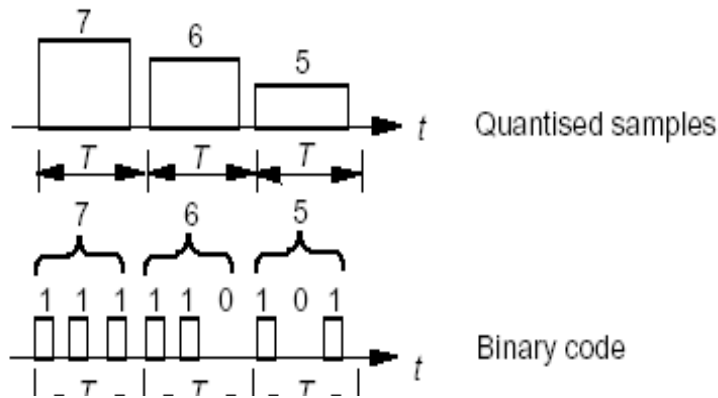 7 6 5
t Quantised samples
T T T
7 6 5
1 1 1 1 1 0 1 0 1
t Binary code
T T T